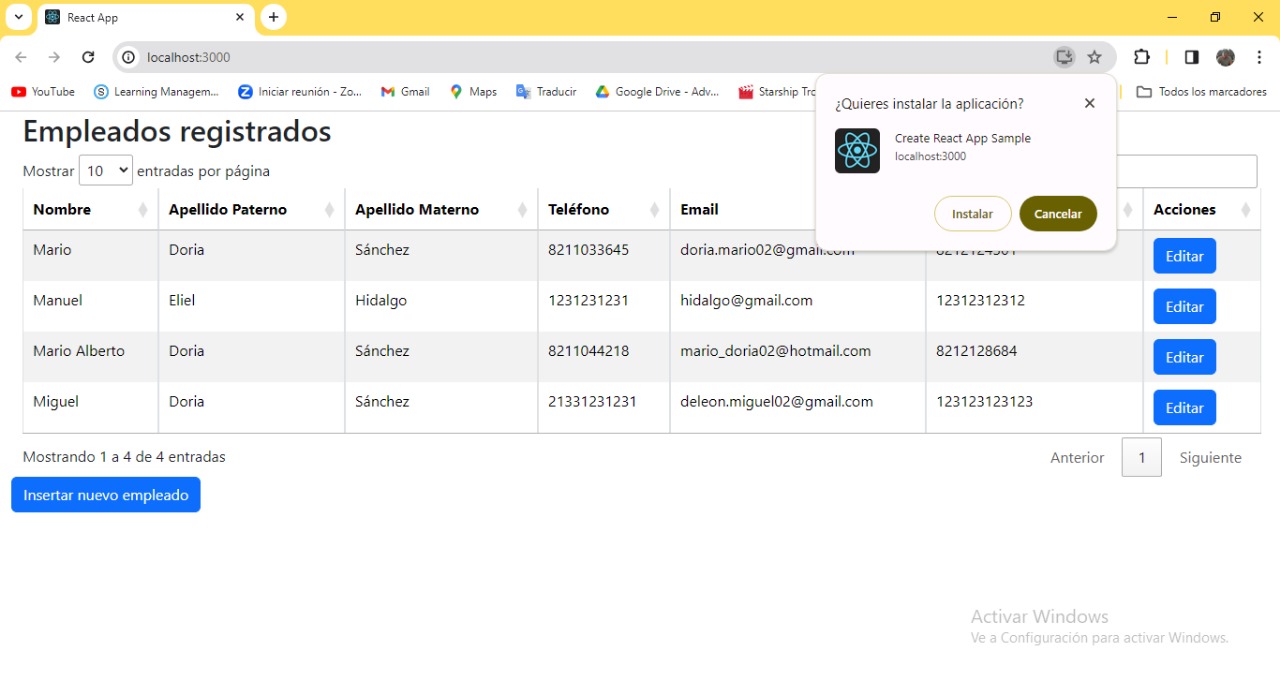 React App
localhost:3000
YouTube Learning Managem... Iniciar reunión - Zo... Gmail Maps Traducir Google Drive - Adv... Starship Tro Todos los marcadores
¿Quieres instalar la aplicación?
Create React App Sample
localhost:3000
Instalar Cancelar
Empleados registrados
Mostrar 10 entradas por página
Nombre Apellido Paterno Apellido Materno Teléfono Email Acciones
Mario Doria Sánchez 8211033645 doria.mario02@gmail.com Editar
Manuel Eliel Hidalgo 1231231231 hidalgo@gmail.com 12312312312 Editar
Mario Alberto Doria Sánchez 8211044218 mario_doria02@hotmail.com 8212128684 Editar
Miguel Doria Sánchez 21331231231 deleon.miguel02@gmail.com 123123123123 Editar
Mostrando 1 a 4 de 4 entradas Anterior 1 Siguiente
Insertar nuevo empleado
Activar Windows
Ve a Configuración para activar Windows.